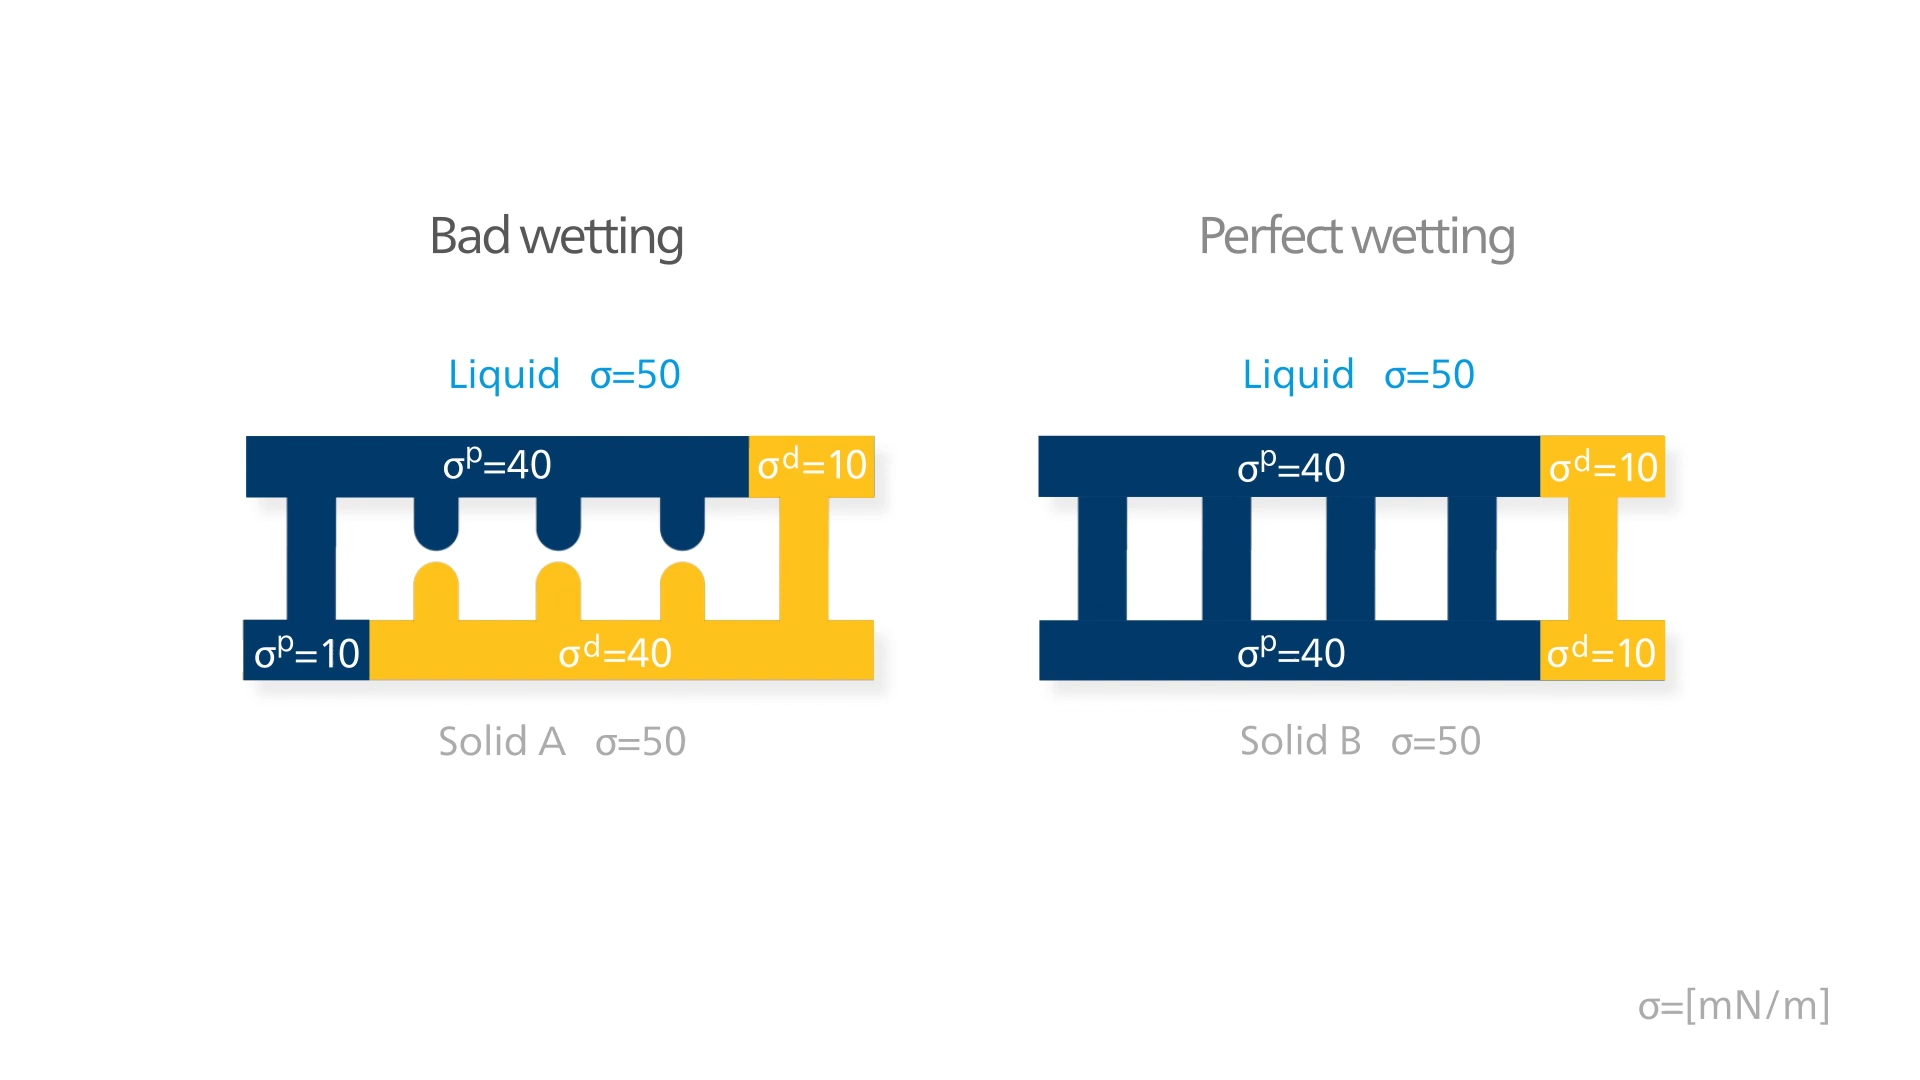 Bad wetting
Liquid σ=50
σᵖ=40 σᵈ=10
σᵖ=10 σᵈ=40
Solid A σ=50
Perfect wetting
Liquid σ=50
σᵖ=40 σᵈ=10
σᵖ=40 σᵈ=10
Solid B σ=50
σ=[mN/m]